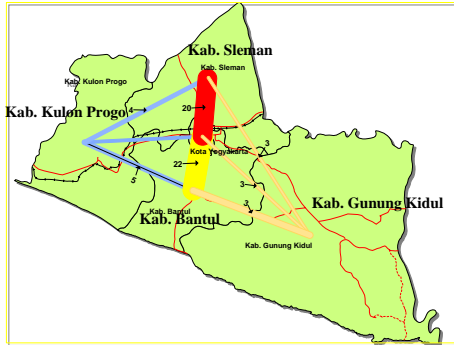 Kab. Sleman
Kab. Sleman
Kab. Kulon Progo
Kab. Kulon Progo
4
20
Kota Yogyakarta
3
22
5
3
3
Kab. Gunung Kidul
Kab. Bantul
Kab. Bantul
Kab. Gunung Kidul